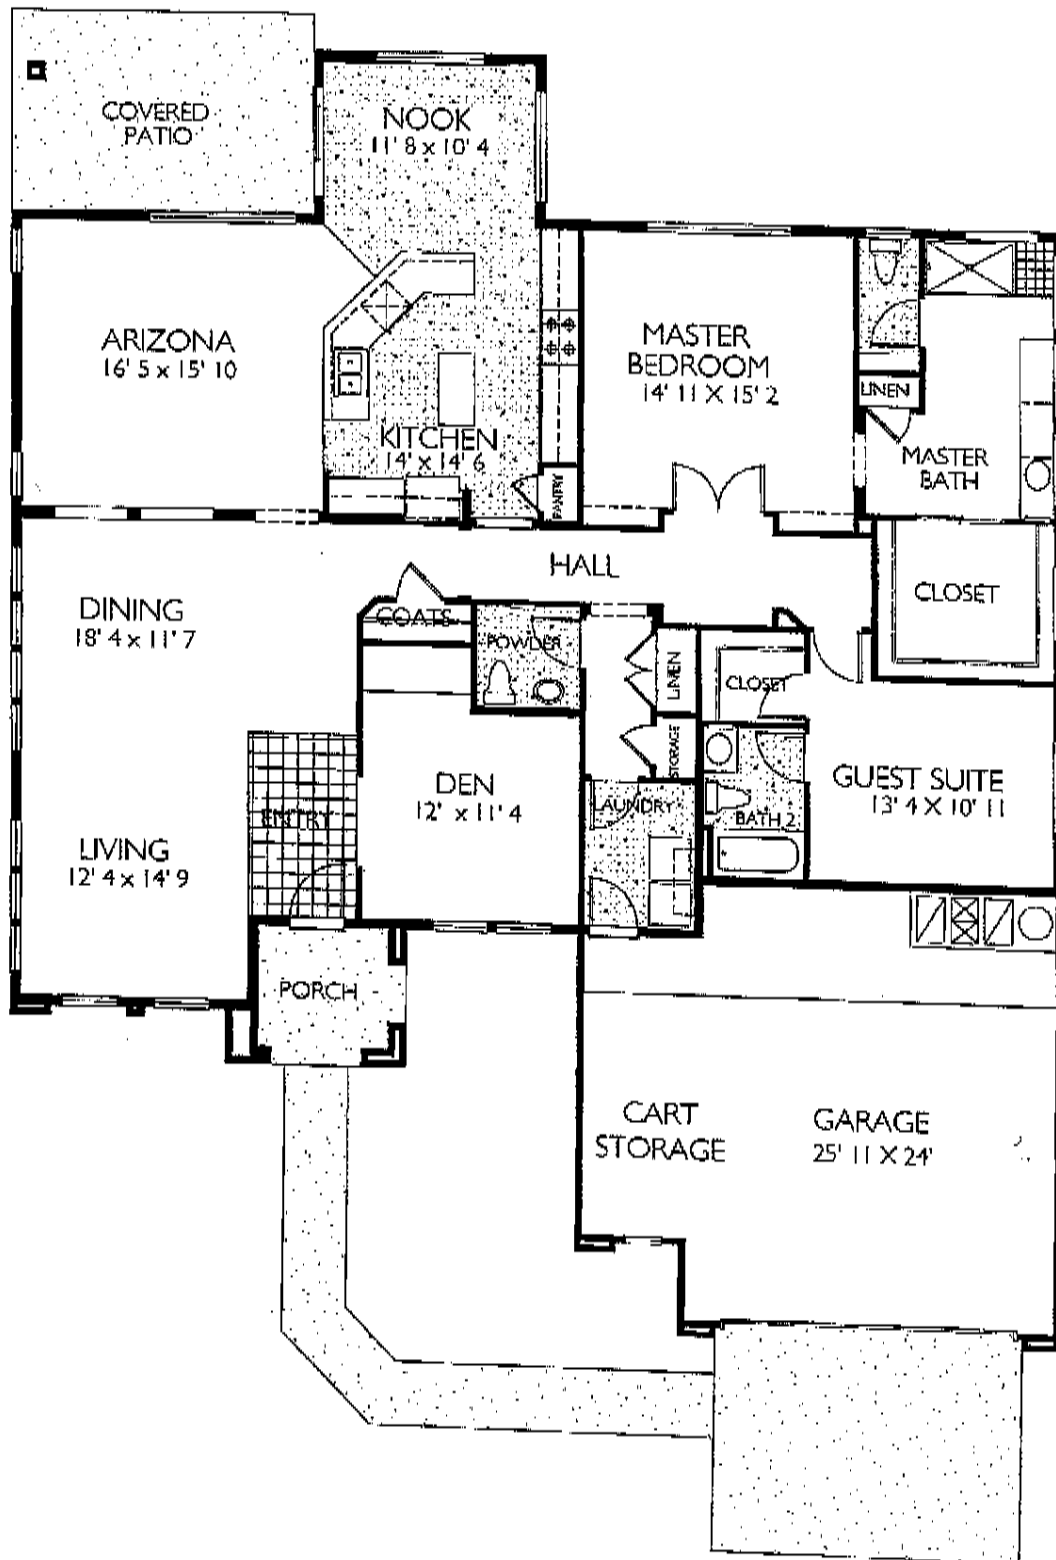 COVERED
PATIO
NOOK
11' 8 x 10' 4
ARIZONA
16' 5 x 15' 10
KITCHEN
14' x 14' 6
PANTRY
MASTER
BEDROOM
14' 11 X 15' 2
LINEN
MASTER
BATH
HALL
CLOSET
DINING
18' 4 x 11' 7
COATS
POWDER
LINEN
CLOSET
STORAGE
DEN
12' x 11' 4
ENTRY
LAUNDRY
BATH 2
GUEST SUITE
13' 4 X 10' 11
LIVING
12' 4 x 14' 9
PORCH
CART
STORAGE
GARAGE
25' 11 X 24'